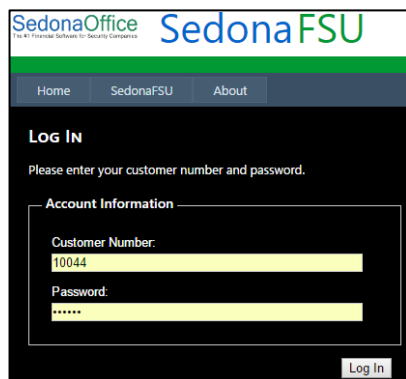 SedonaOffice
The #1 Financial Software for Security Companies
SedonaFSU
Home SedonaFSU About
LOG IN
Please enter your customer number and password.
Account Information
Customer Number:
10044
Password:
••••••
Log In